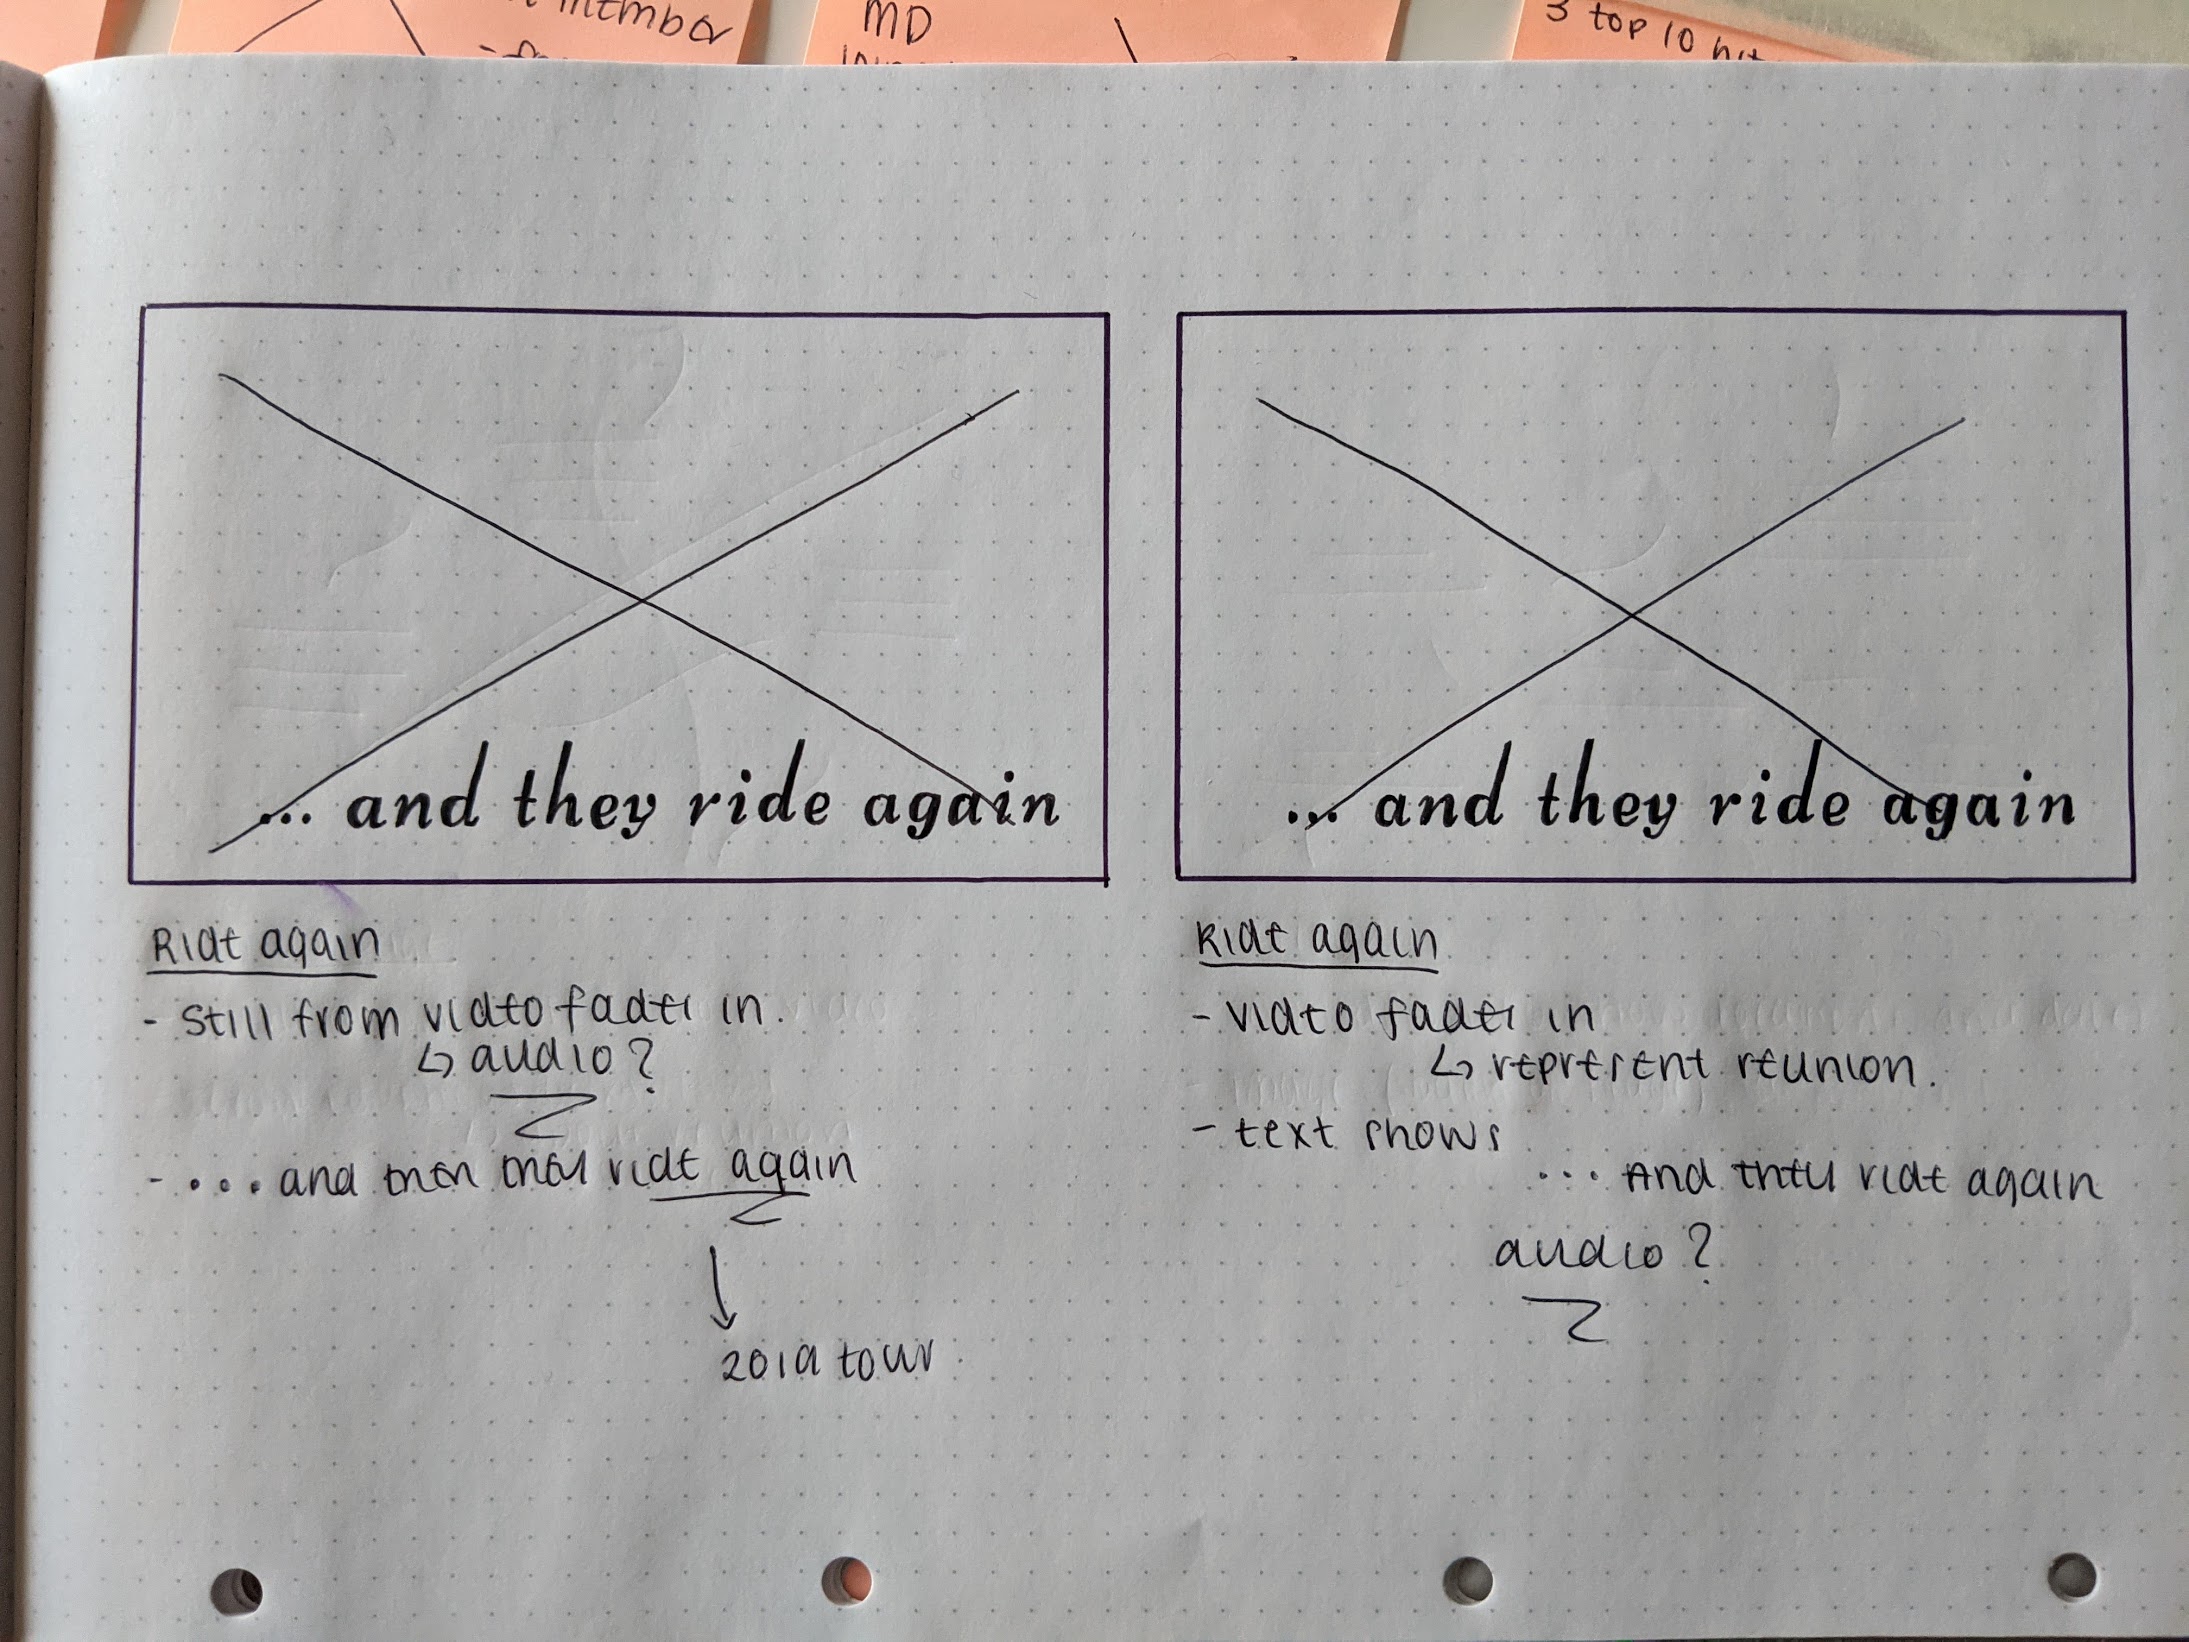 member
MD
3 top 10 hit
... and they ride again
Ride again
- Still from video fades in.
↳ audio?
- ... and then they ride again
↓
2019 tour
... and they ride again
Ride again
- video fades in
↳ represent reunion.
- text shows
... And they ride again
audio?